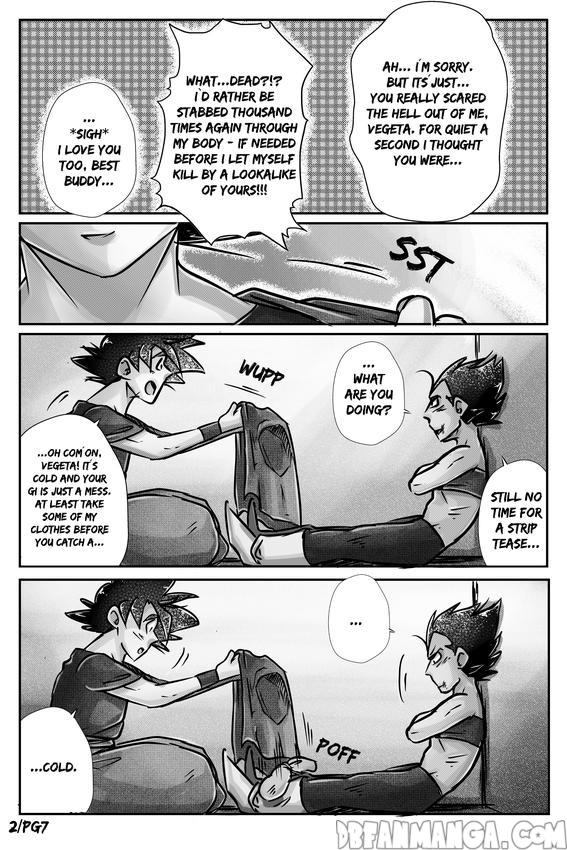 AH... I'M SORRY.
BUT IT'S JUST...
YOU REALLY SCARED
THE HELL OUT OF ME,
VEGETA. FOR QUIET A
SECOND I THOUGHT
YOU WERE...
WHAT...DEAD?!?
I'D RATHER BE
STABBED THOUSAND
TIMES AGAIN THROUGH
MY BODY - IF NEEDED
BEFORE I LET MYSELF
KILL BY A LOOKALIKE
OF YOURS!!!
...
*SIGH*
I LOVE YOU
TOO, BEST
BUDDY...
SST
WUPP
...
WHAT
ARE YOU
DOING?
STILL NO
TIME FOR
A STRIP
TEASE...
...OH COM'ON,
VEGETA! IT'S
COLD AND YOUR
GI IS JUST A MESS.
AT LEAST TAKE
SOME OF MY
CLOTHES BEFORE
YOU CATCH A...
...
POFF
...COLD.
2/PG7
DBFANMANGA.COM